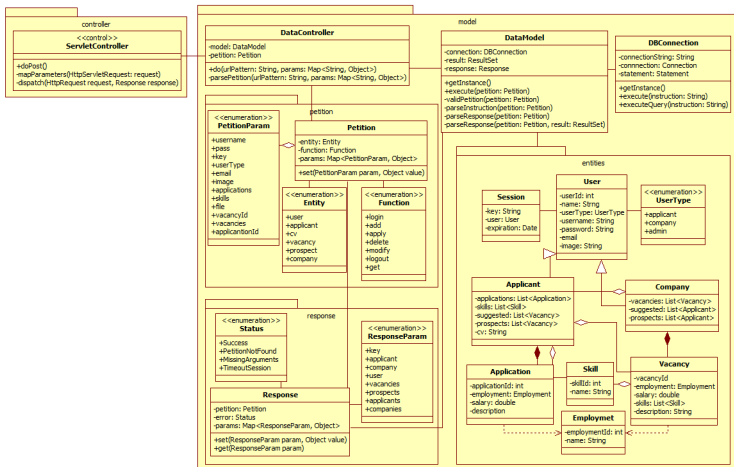 controller
<<control>>
ServletController
+doPost()
-mapParameters(HttpServletRequest request)
-dispatch(HttpRequest request, Response response)
model
DataController
-model: DataModel
-petition: Petition
+do(urlPattern: String, params: Map<String, Object>)
-parsePetition(urlPattern: String, params: Map<String, Object>)
DataModel
-connection: DBConnection
-result: ResultSet
-response: Response
+getInstance()
+execute(petition: Petition)
-validPetition(petition: Petition)
-parseInstruction(petition: Petition)
-parseResponse(petition: Petition)
-parseResponse(petition: Petition, result: ResultSet)
DBConnection
-connectionString: String
-connnection: Connection
-statement: Statement
+getInstance()
+execute(instruction: String)
+executeQuery(instruction: String)
petition
<<enumeration>>
PetitionParam
+username
+pass
+key
+userType
+email
+image
+applications
+skills
+file
+vacancyId
+vacancies
+applicantionId
Petition
-entity: Entity
-function: Function
-params: Map<PetitionParam, Object>
+set(PetitionParam param, Object value)
<<enumeration>>
Entity
+user
+applicant
+cv
+vacancy
+prospect
+company
<<enumeration>>
Function
+login
+add
+apply
+delete
+modify
+logout
+get
response
<<enumeration>>
Status
+Success
+PetitionNotFound
+MissingArguments
+TimeoutSession
<<enumeration>>
ResponseParam
+key
+applicant
+company
+user
+vacancies
+prospects
+applicants
+companies
Response
-petition: Petition
-error: Status
-params: Map<ResponseParam, Object>
+set(ResponseParam param, Object value)
+get(ResponseParam param)
entities
Session
-key: String
-user: User
-expiration: Date
User
-userId: int
-name: Strng
-userType: UserType
-username: String
-password: String
-email
-image: String
<<enumeration>>
UserType
+applicant
+company
+admin
Applicant
-applications: List<Application>
-skills: List<Skill>
-suggested: List<Vacancy>
-prospects: List<Vacancy>
-cv: String
Company
-vacancies: List<Vacancy>
-suggested: List<Applicant>
-prospects: List<Applicant>
Application
-applicationId: int
-employment: Employment
-salary: double
-description
Skill
-skillId: int
-name: String
Vacancy
-vacancyId
-employment: Employment
-salary: double
-skills: List<Skill>
-description: String
Employmet
-employmentId: int
-name: String